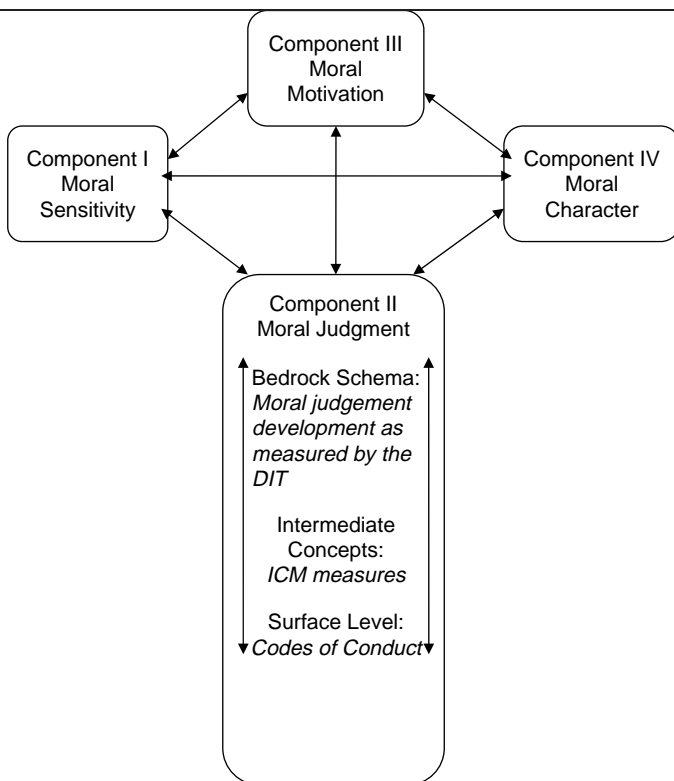 Component III
Moral
Motivation
Component I
Moral
Sensitivity
Component IV
Moral
Character
Component II
Moral Judgment
Bedrock Schema:
Moral judgement
development as
measured by the
DIT
Intermediate
Concepts:
ICM measures
Surface Level:
Codes of Conduct